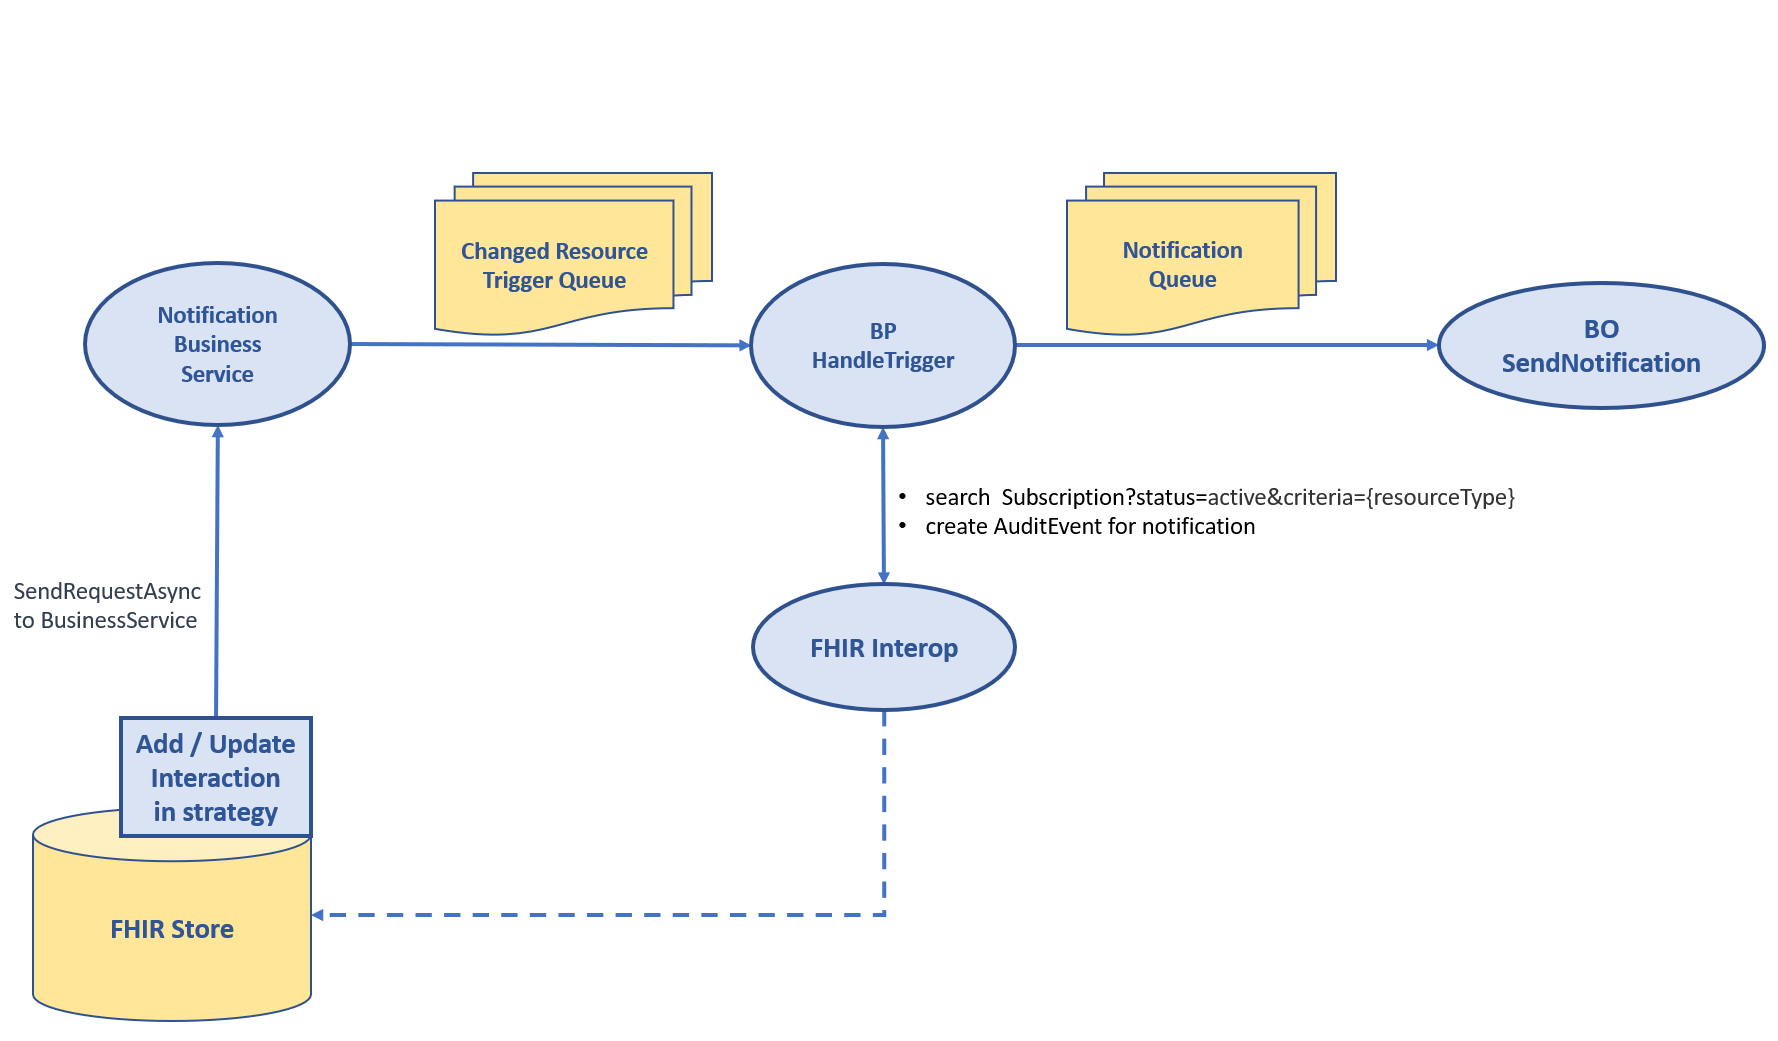 Changed Resource
Trigger Queue
Notification
Queue
Notification
Business
Service
BP
HandleTrigger
BO
SendNotification
• search  Subscription?status=active&criteria={resourceType}
• create AuditEvent for notification
SendRequestAsync
to BusinessService
FHIR Interop
Add / Update
Interaction
in strategy
FHIR Store